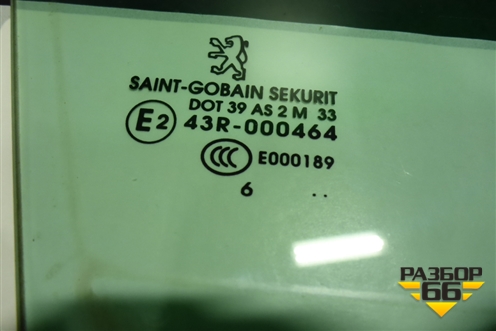 SAINT-GOBAIN SEKURIT
DOT 39 AS 2 M 33
E2 43R-000464
CCC E000189
6 ..
РАЗБОР
66